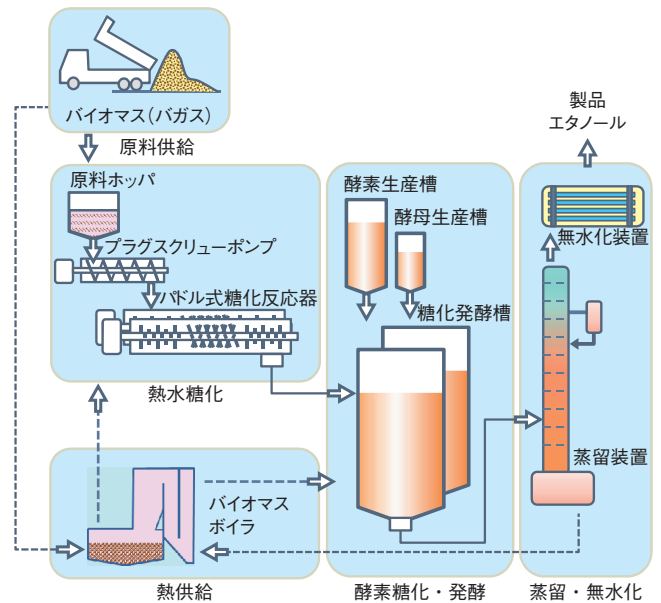 バイオマス(バガス)
原料供給
原料ホッパ
プラグスクリューポンプ
パドル式糖化反応器
熱水糖化
バイオマス
ボイラ
熱供給
酵素生産槽
酵母生産槽
糖化発酵槽
酵素糖化・発酵
製品
エタノール
無水化装置
蒸留装置
蒸留・無水化